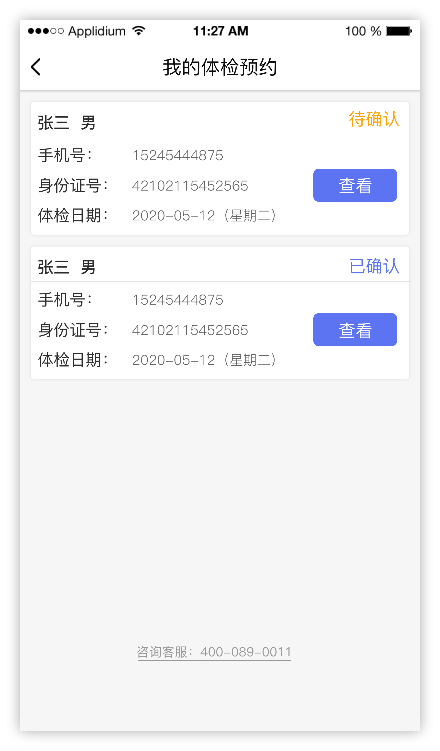 ●●●○○ Applidium 11:27 AM 100 %
我的体检预约
张三 男 待确认
手机号: 15245444875
身份证号: 42102115452565 查看
体检日期: 2020-05-12 (星期二)
张三 男 已确认
手机号: 15245444875
身份证号: 42102115452565 查看
体检日期: 2020-05-12 (星期二)
咨询客服: 400-089-0011